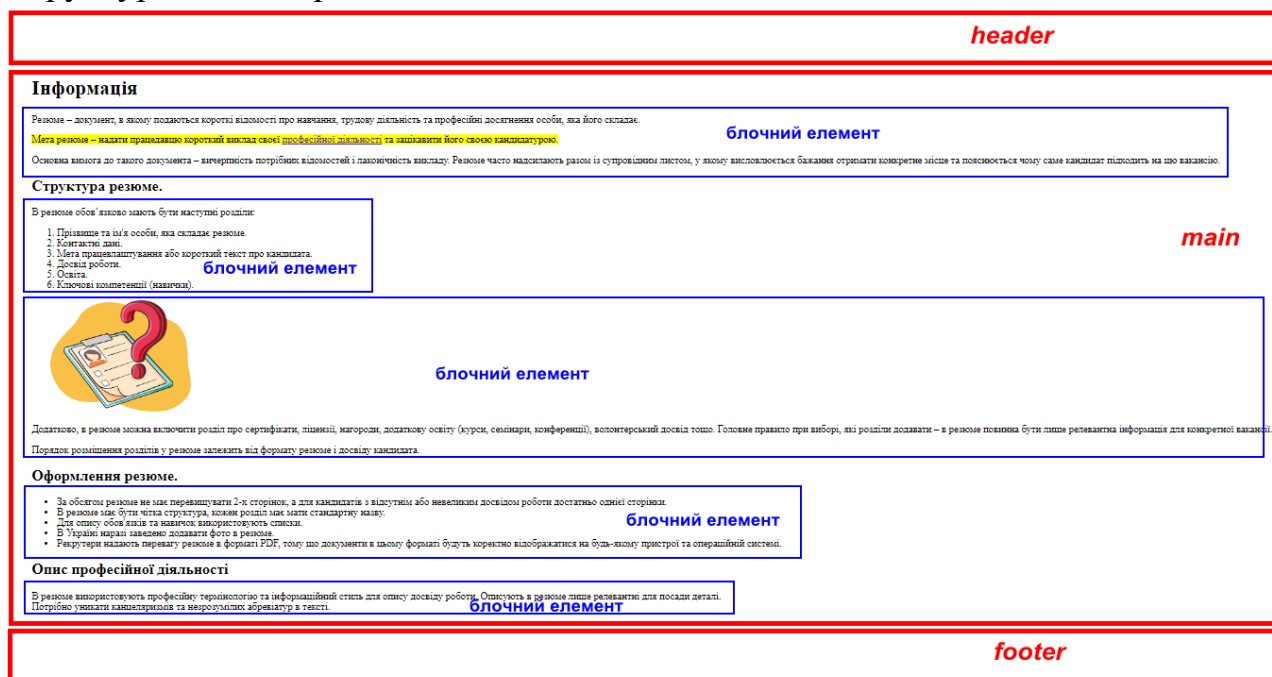 header
Інформація
Резюме – документ, в якому подаються короткі відомості про навчання, трудову діяльність та професійні досягнення особи, яка його складає.
блочний елемент
Мета резюме – надати працедавцю короткий виклад своєї професійної діяльності та зацікавити його своєю кандидатурою.
Основна вимога до такого документа – вичерпність потрібних відомостей і лаконічність викладу. Резюме часто надсилають разом із супровідним листом, у якому висловлюється бажання отримати конкретне місце та пояснюється чому саме кандидат підходить на цю вакансію.
Структура резюме.
В резюме обов’язково мають бути наступні розділи:
main
1. Прізвище та ім'я особи, яка складає резюме.
2. Контактні дані.
3. Мета працевлаштування або короткий текст про кандидата.
4. Досвід роботи.
блочний елемент
5. Освіта.
6. Ключові компетенції (навички).
блочний елемент
Додатково, в резюме можна включити розділ про сертифікати, ліцензії, нагороди, додаткову освіту (курси, семінари, конференції), волонтерський досвід тощо. Головне правило при виборі, які розділи додавати – в резюме повинна бути лише релевантна інформація для конкретної вакансії.
Порядок розміщення розділів у резюме залежить від формату резюме і досвіду кандидата.
Оформлення резюме.
• За обсягом резюме не має перевищувати 2-х сторінок, а для кандидатів з відсутнім або невеликим досвідом роботи достатньо однієї сторінки.
• В резюме має бути чітка структура, кожен розділ має мати стандартну назву.
• Для опису обов’язків та навичок використовують списки.
блочний елемент
• В Україні наразі заведено додавати фото в резюме.
• Рекрутери надають перевагу резюме в форматі PDF, тому що документи в цьому форматі будуть коректно відображатися на будь-якому пристрої та операційній системі.
Опис професійної діяльності
В резюме використовують професійну термінологію та інформаційний стиль для опису досвіду роботи. Описують в резюме лише релевантні для посади деталі.
Потрібно уникати канцеляризмів та незрозумілих абревіатур в тексті.
блочний елемент
footer